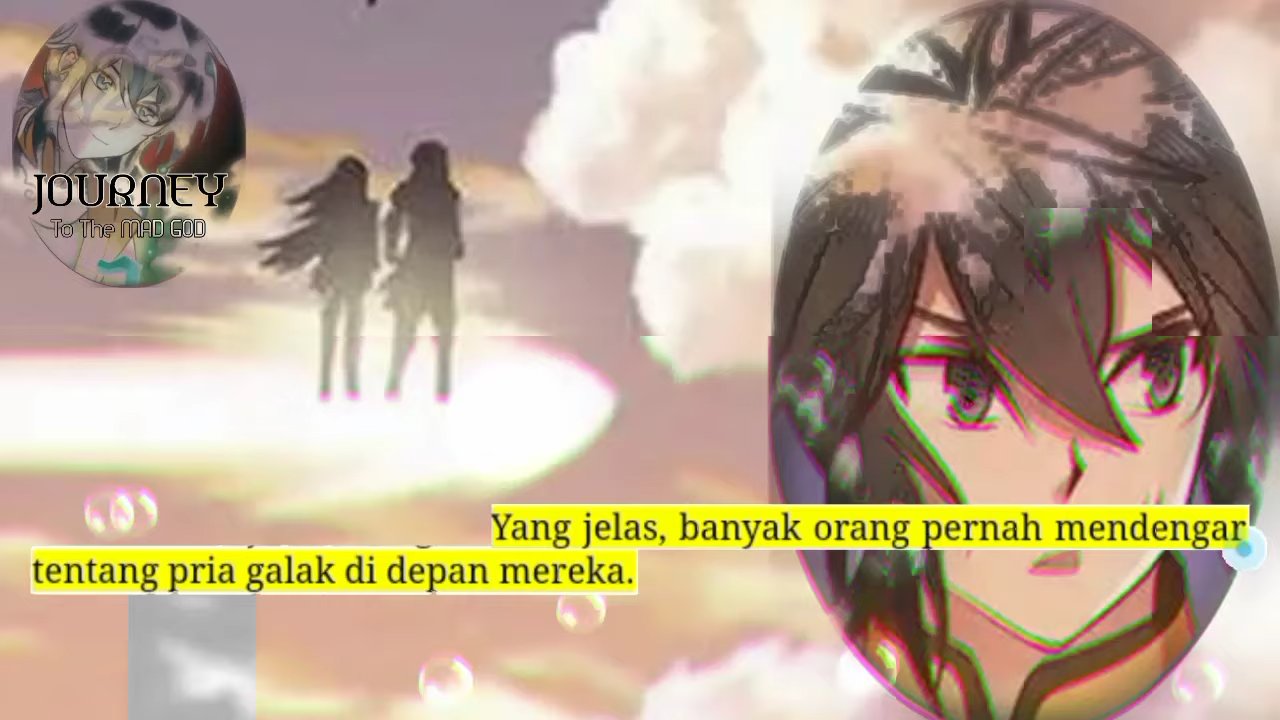 JOURNEY
To The MAD GOD
Yang jelas, banyak orang pernah mendengar
tentang pria galak di depan mereka.